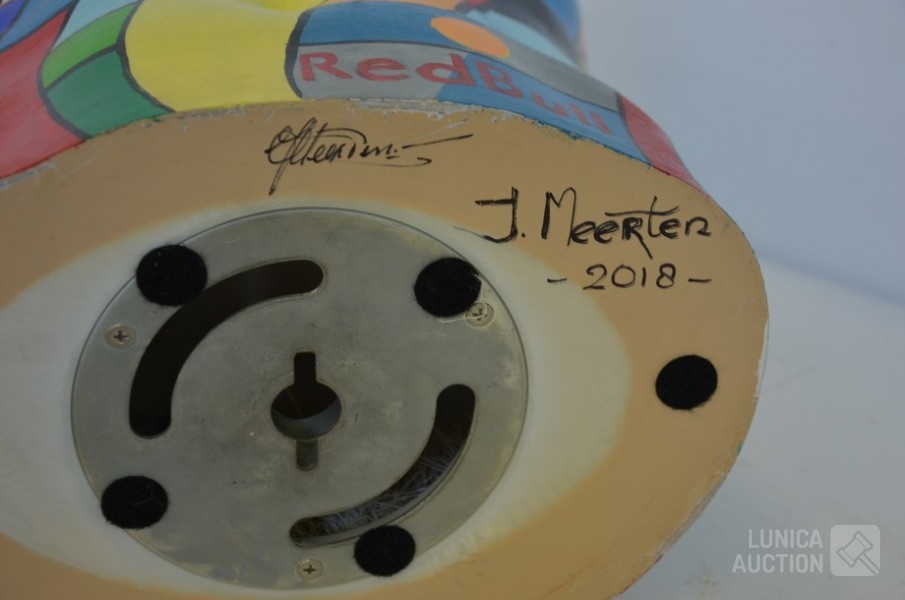 RedBull
J. Meerten
- 2018 -
LUNICA
AUCTION